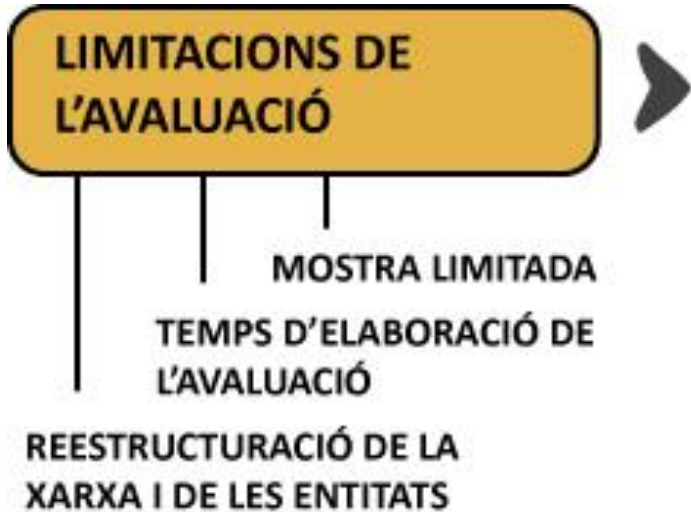 LIMITACIONS DE
L'AVALUACIÓ
MOSTRA LIMITADA
TEMPS D'ELABORACIÓ DE
L'AVALUACIÓ
REESTRUCTURACIÓ DE LA
XARXA I DE LES ENTITATS